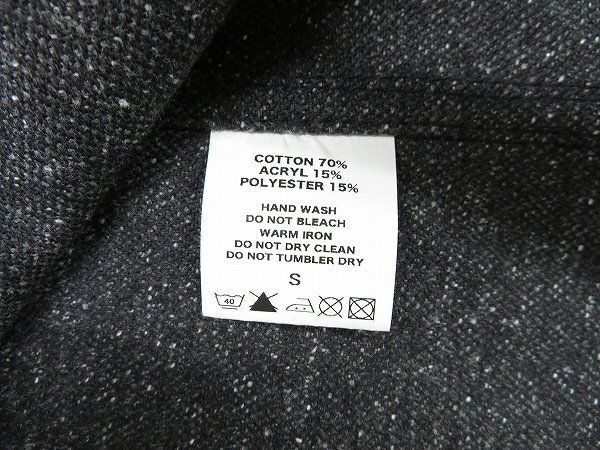 COTTON 70%
ACRYL 15%
POLYESTER 15%
HAND WASH
DO NOT BLEACH
WARM IRON
DO NOT DRY CLEAN
DO NOT TUMBLER DRY
S
40